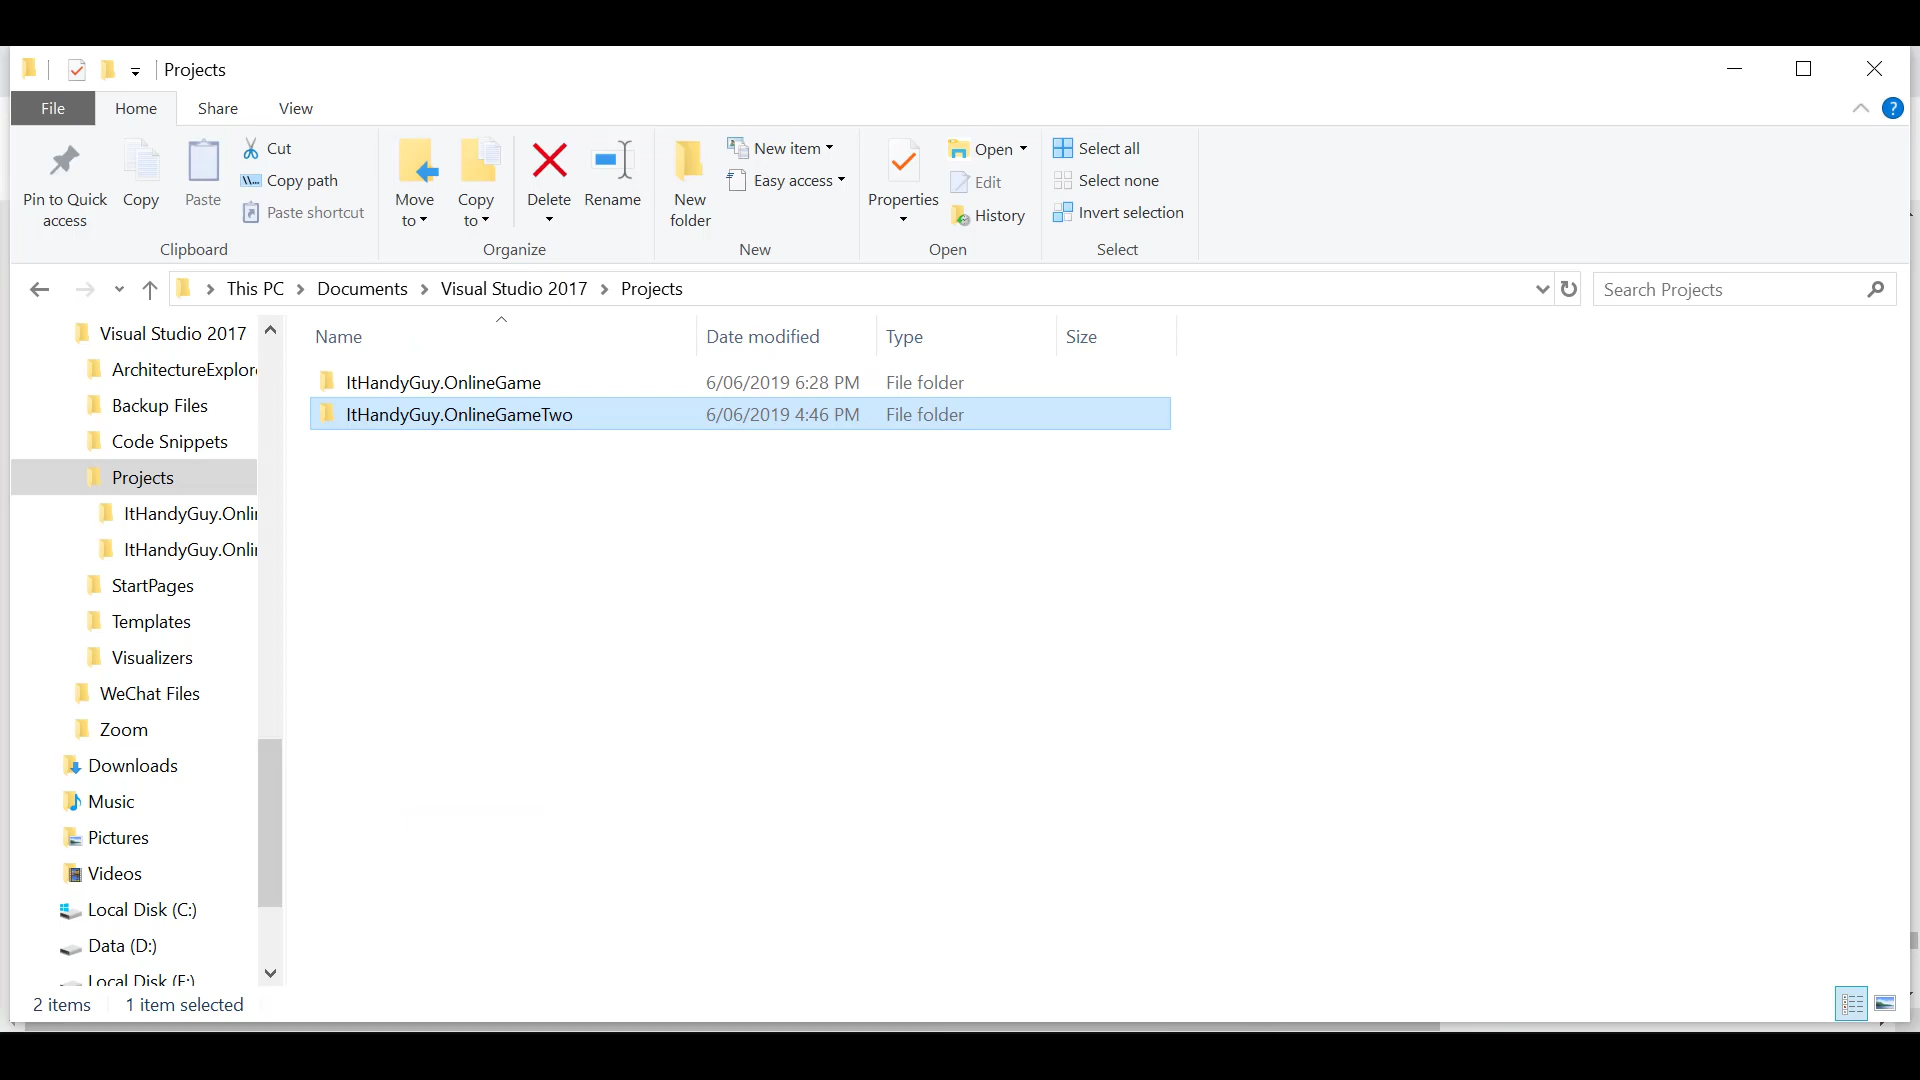 Projects
File
Home
Share
View
?
Pin to Quick access
Copy
Paste
Cut
Copy path
Paste shortcut
Clipboard
Move to
Copy to
Delete
Rename
Organize
New folder
New item
Easy access
New
Properties
Open
Edit
History
Open
Select all
Select none
Invert selection
Select
This PC
Documents
Visual Studio 2017
Projects
Search Projects
Visual Studio 2017
ArchitectureExplore
Backup Files
Code Snippets
Projects
ItHandyGuy.Onlin
ItHandyGuy.Onlin
StartPages
Templates
Visualizers
WeChat Files
Zoom
Downloads
Music
Pictures
Videos
Local Disk (C:)
Data (D:)
Local Disk (F:)
Name
Date modified
Type
Size
ItHandyGuy.OnlineGame
6/06/2019 6:28 PM
File folder
ItHandyGuy.OnlineGameTwo
6/06/2019 4:46 PM
File folder
2 items
1 item selected